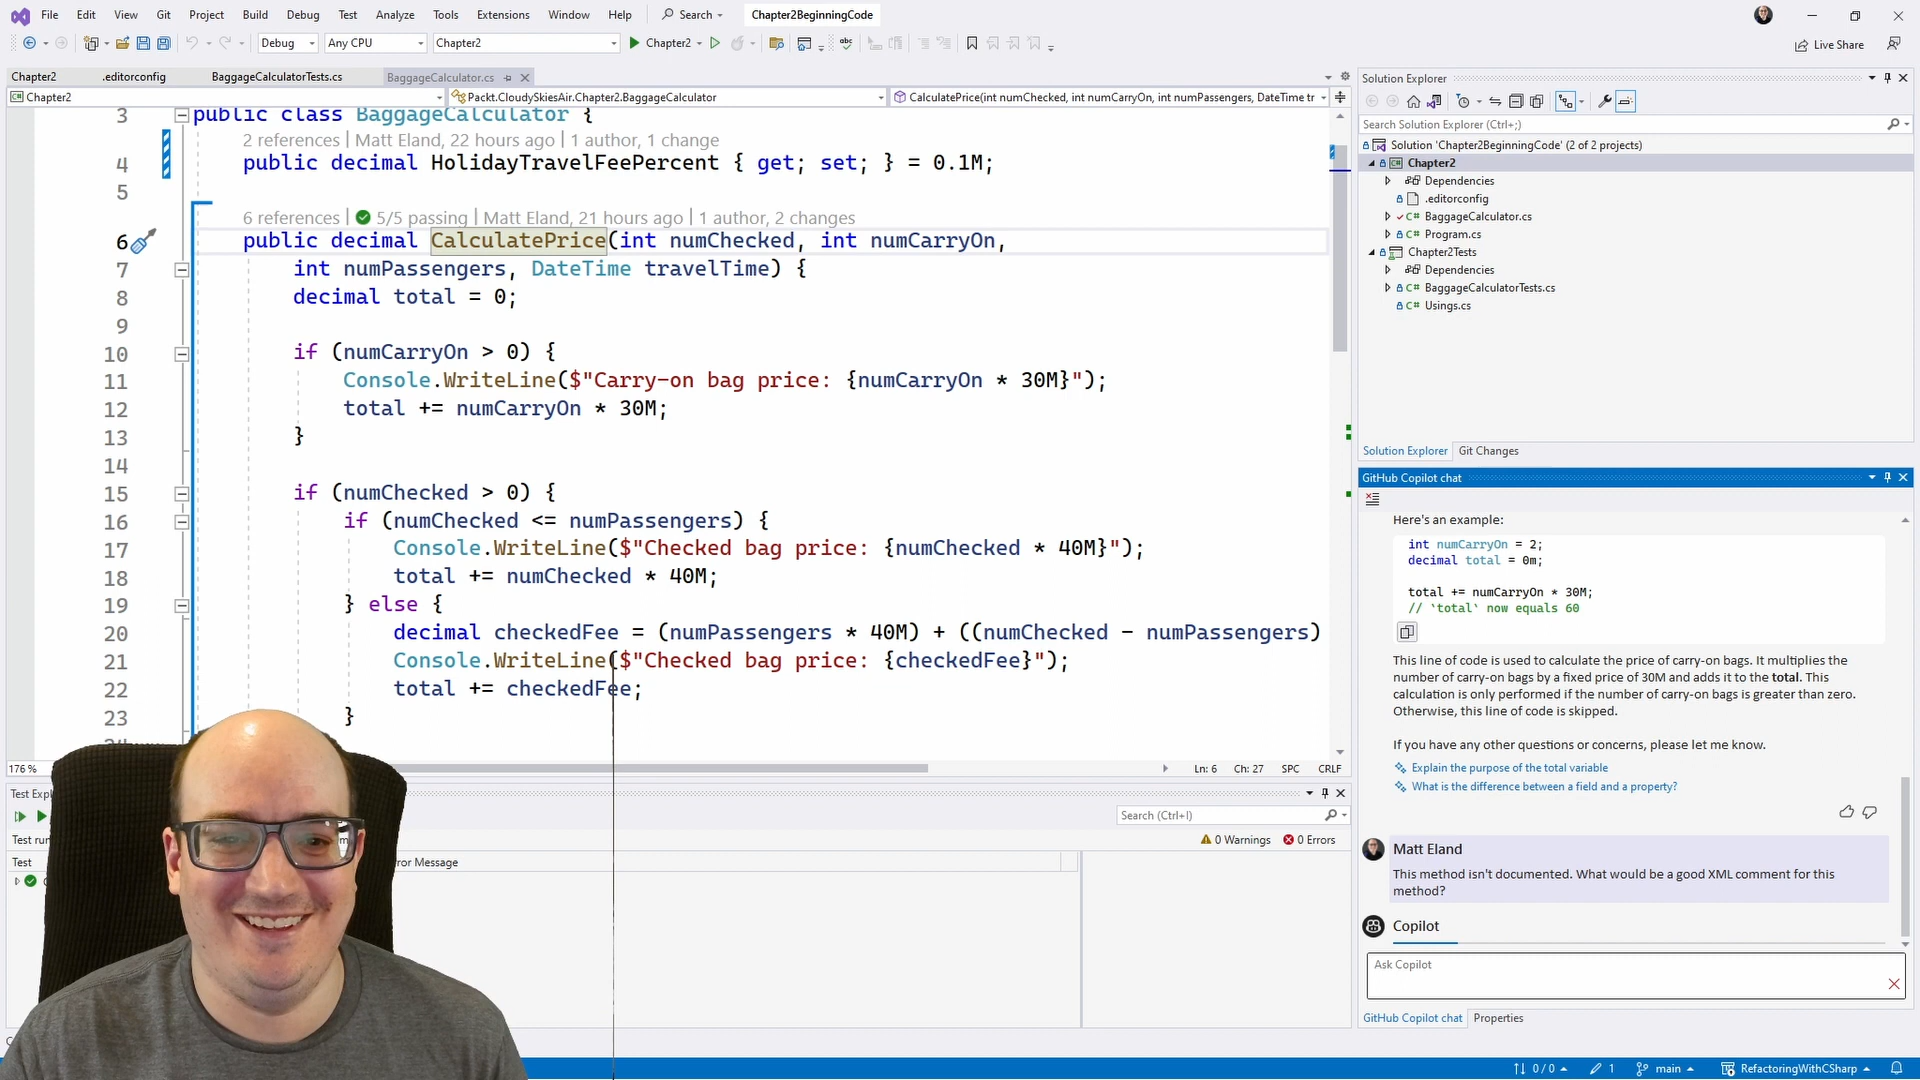 File Edit View Git Project Build Debug Test Analyze Tools Extensions Window Help Search Chapter2BeginningCode
Debug Any CPU Chapter2 Chapter2 Live Share
Chapter2 .editorconfig BaggageCalculatorTests.cs BaggageCalculator.cs
Chapter2 Packt.CloudySkiesAir.Chapter2.BaggageCalculator CalculatePrice(int numChecked, int numCarryOn, int numPassengers, DateTime tr
3 public class BaggageCalculator {
2 references | Matt Eland, 22 hours ago | 1 author, 1 change
4 public decimal HolidayTravelFeePercent { get; set; } = 0.1M;
5
6 references | 5/5 passing | Matt Eland, 21 hours ago | 1 author, 2 changes
6 public decimal CalculatePrice(int numChecked, int numCarryOn,
7 int numPassengers, DateTime travelTime) {
8 decimal total = 0;
9
10 if (numCarryOn > 0) {
11 Console.WriteLine($"Carry-on bag price: {numCarryOn * 30M}");
12 total += numCarryOn * 30M;
13 }
14
15 if (numChecked > 0) {
16 if (numChecked <= numPassengers) {
17 Console.WriteLine($"Checked bag price: {numChecked * 40M}");
18 total += numChecked * 40M;
19 } else {
20 decimal checkedFee = (numPassengers * 40M) + ((numChecked - numPassengers)
21 Console.WriteLine($"Checked bag price: {checkedFee}");
22 total += checkedFee;
23 }
176 % Ln: 6 Ch: 27 SPC CRLF
Test Expl
Search (Ctrl+I)
Test run
0 Warnings 0 Errors
Test
Error Message
Solution Explorer
Search Solution Explorer (Ctrl+;)
Solution 'Chapter2BeginningCode' (2 of 2 projects)
Chapter2
Dependencies
.editorconfig
C# BaggageCalculator.cs
C# Program.cs
Chapter2Tests
Dependencies
C# BaggageCalculatorTests.cs
C# Usings.cs
Solution Explorer Git Changes
GitHub Copilot chat
Here's an example:
int numCarryOn = 2;
decimal total = 0m;
total += numCarryOn * 30M;
// `total` now equals 60
This line of code is used to calculate the price of carry-on bags. It multiplies the
number of carry-on bags by a fixed price of 30M and adds it to the total. This
calculation is only performed if the number of carry-on bags is greater than zero.
Otherwise, this line of code is skipped.
If you have any other questions or concerns, please let me know.
Explain the purpose of the total variable
What is the difference between a field and a property?
Matt Eland
This method isn't documented. What would be a good XML comment for this
method?
Copilot
Ask Copilot
GitHub Copilot chat Properties
0 / 0 1 main RefactoringWithCSharp